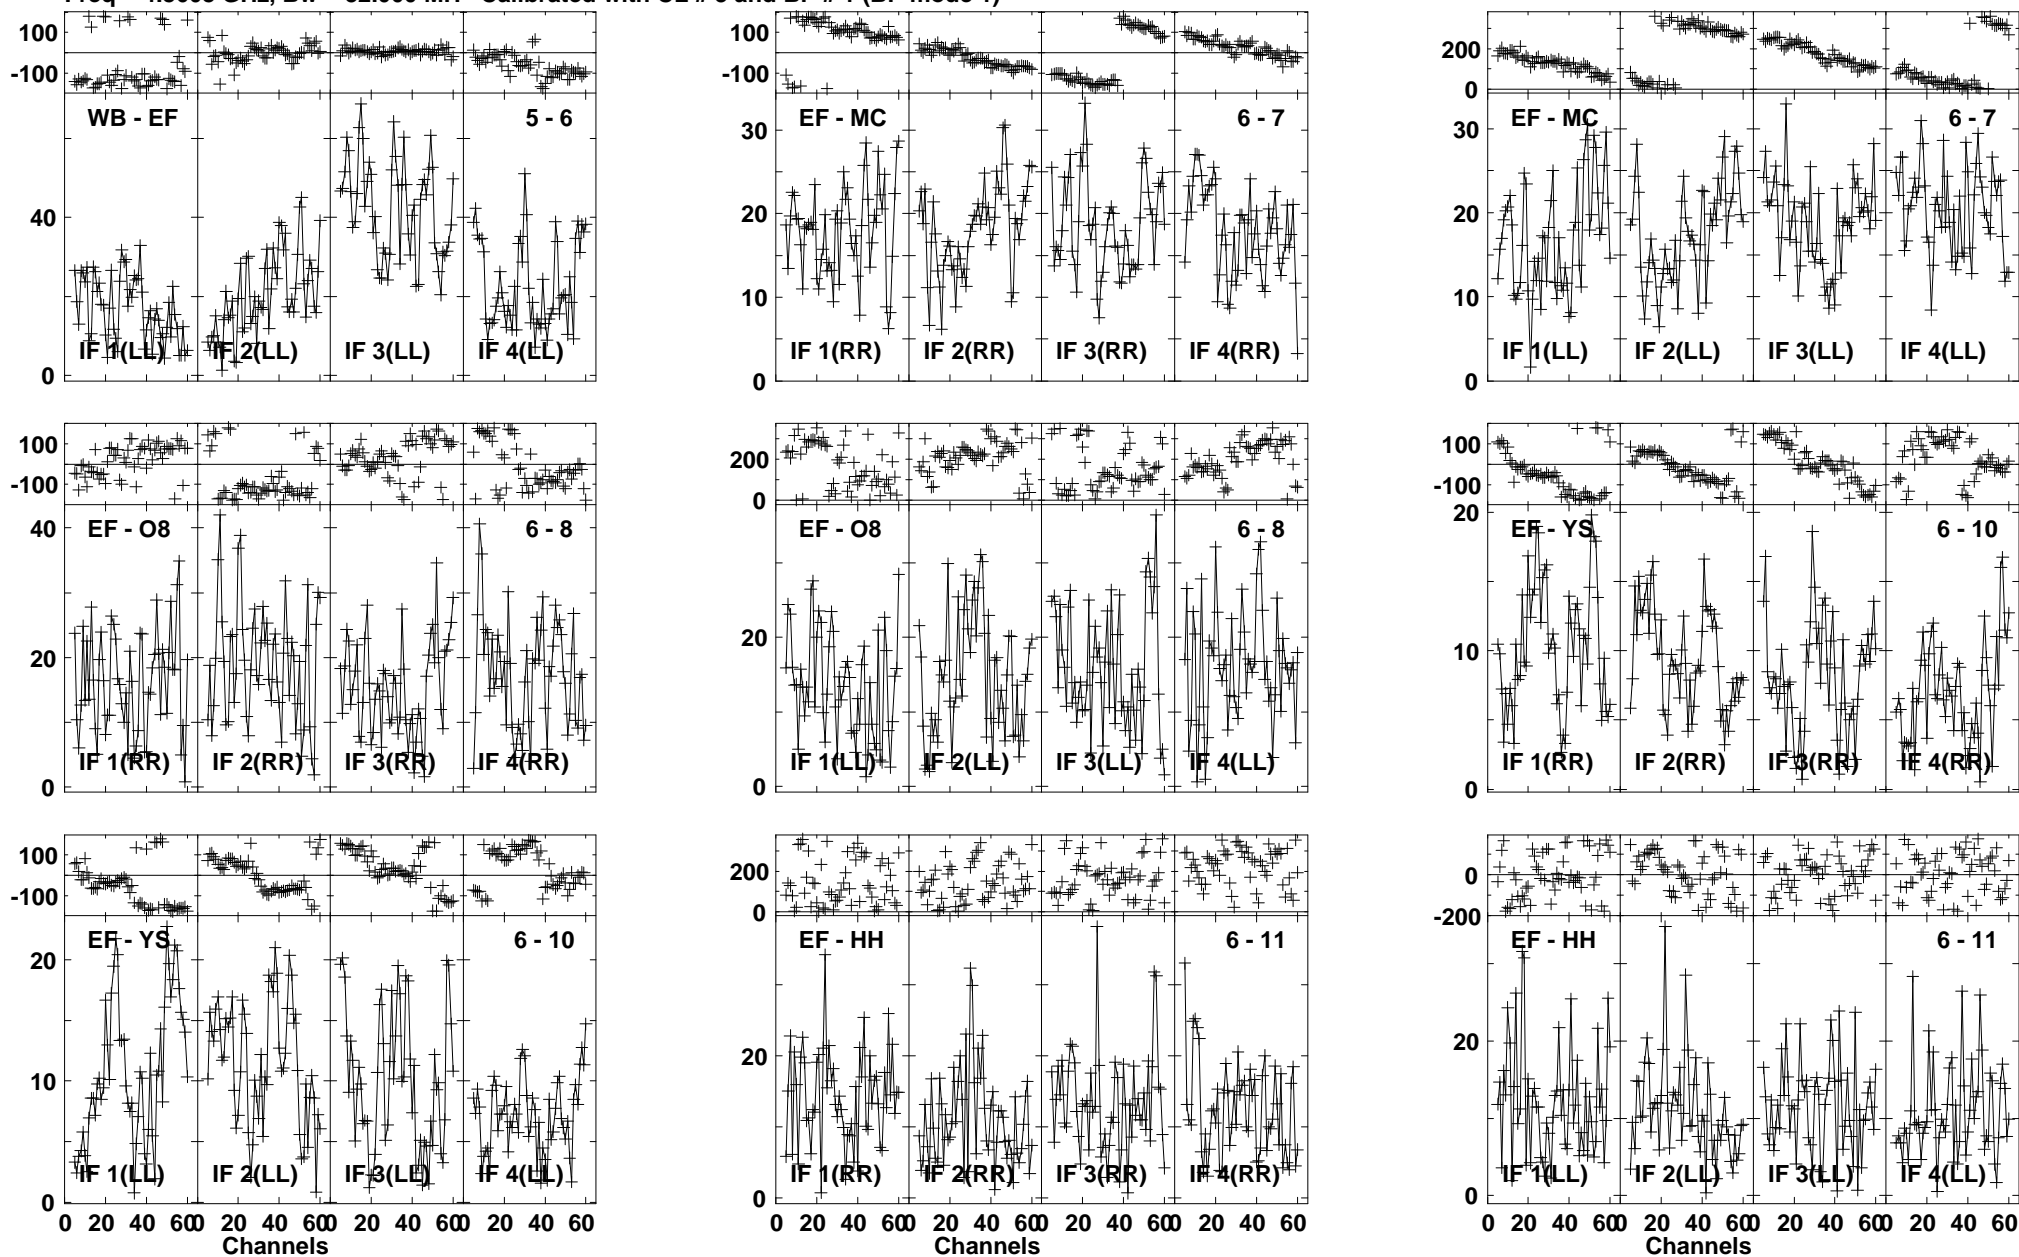 100
-100
WB - EF
5 - 6
40
0
IF 1(LL)
IF 2(LL)
IF 3(LL)
IF 4(LL)
100
-100
EF - MC
6 - 7
30
20
10
0
IF 1(RR)
IF 2(RR)
IF 3(RR)
IF 4(RR)
200
0
EF - MC
6 - 7
30
20
10
0
IF 1(LL)
IF 2(LL)
IF 3(LL)
IF 4(LL)
100
-100
EF - O8
6 - 8
40
20
0
IF 1(RR)
IF 2(RR)
IF 3(RR)
IF 4(RR)
200
0
EF - O8
6 - 8
20
0
IF 1(LL)
IF 2(LL)
IF 3(LL)
IF 4(LL)
100
-100
EF - YS
6 - 10
20
10
0
IF 1(RR)
IF 2(RR)
IF 3(RR)
IF 4(RR)
100
-100
EF - YS
6 - 10
20
10
0
IF 1(LL)
IF 2(LL)
IF 3(LL)
IF 4(LL)
0 20 40 60 0 20 40 60 0 20 40 60 0 20 40 60
Channels
200
0
EF - HH
6 - 11
20
0
IF 1(RR)
IF 2(RR)
IF 3(RR)
IF 4(RR)
0 20 40 60 0 20 40 60 0 20 40 60 0 20 40 60
Channels
0
-200
EF - HH
6 - 11
20
0
IF 1(LL)
IF 2(LL)
IF 3(LL)
IF 4(LL)
0 20 40 60 0 20 40 60 0 20 40 60 0 20 40 60
Channels